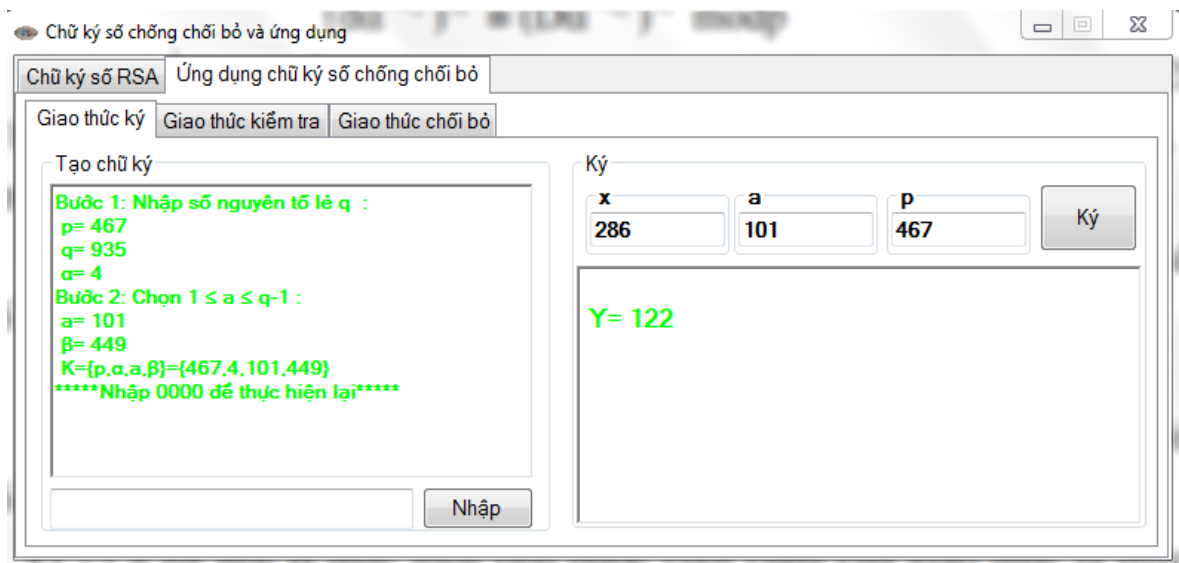 Chữ ký số chống chối bỏ và ứng dụng
Chữ ký số RSA Ứng dụng chữ ký số chống chối bỏ
Giao thức ký Giao thức kiểm tra Giao thức chối bỏ
Tạo chữ ký
Bước 1: Nhập số nguyên tố lẻ q :
p= 467
q= 935
α= 4
Bước 2: Chọn 1 ≤ a ≤ q-1 :
a= 101
β= 449
K={p,α,a,β}={467,4,101,449}
*****Nhập 0000 để thực hiện lại*****
Nhập
Ký
x a p
286 101 467
Ký
Y= 122